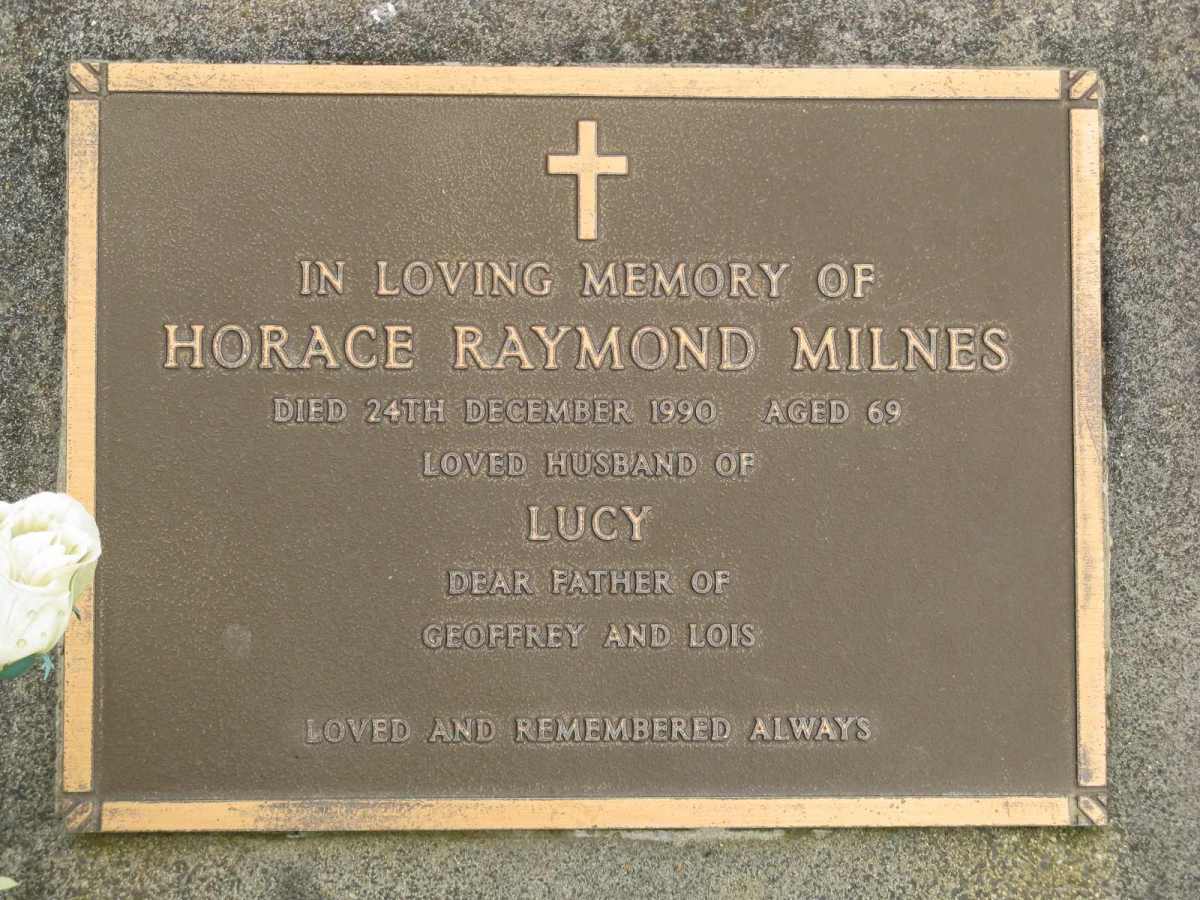 IN LOVING MEMORY OF
HORACE RAYMOND MILNES
DIED 24TH DECEMBER 1990 AGED 69
LOVED HUSBAND OF
LUCY
DEAR FATHER OF
GEOFFREY AND LOIS
LOVED AND REMEMBERED ALWAYS